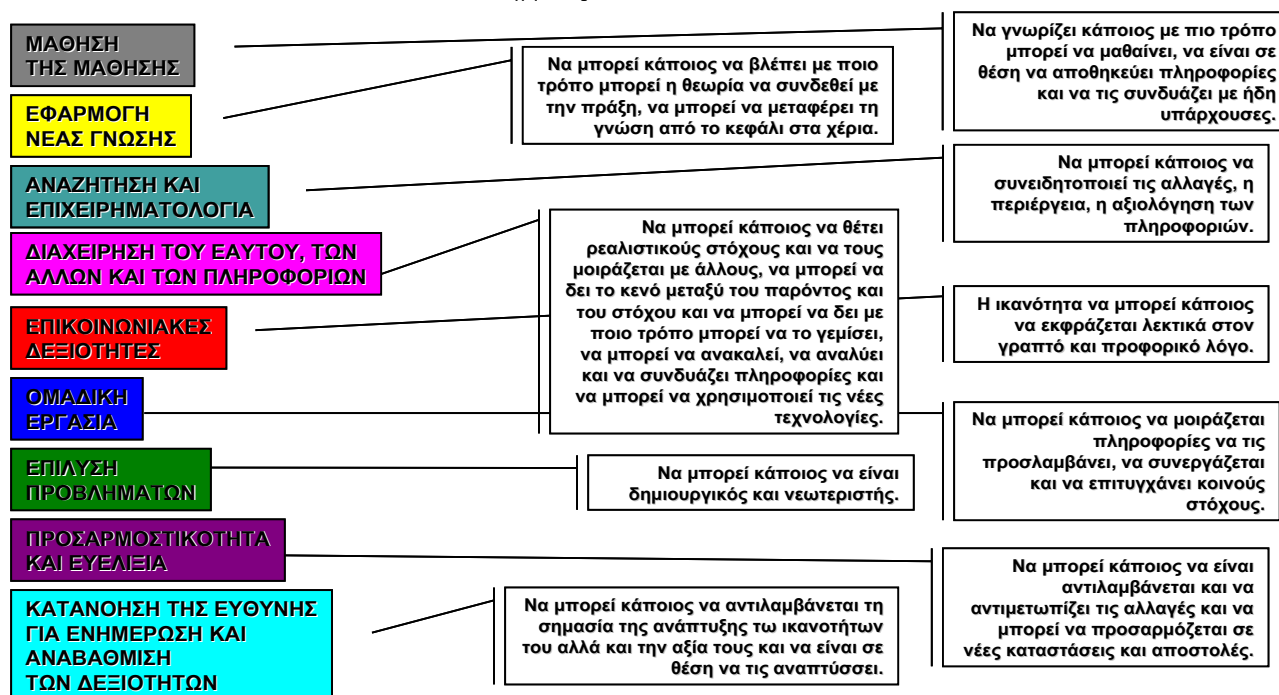 ΜΑΘΗΣΗ
ΤΗΣ ΜΑΘΗΣΗΣ
Να γνωρίζει κάποιος με πιο τρόπο
μπορεί να μαθαίνει, να είναι σε
θέση να αποθηκεύει πληροφορίες
και να τις συνδυάζει με ήδη
υπάρχουσες.
ΕΦΑΡΜΟΓΗ
ΝΕΑΣ ΓΝΩΣΗΣ
Να μπορεί κάποιος να βλέπει με ποιο
τρόπο μπορεί η θεωρία να συνδεθεί με
την πράξη, να μπορεί να μεταφέρει τη
γνώση από το κεφάλι στα χέρια.
ΑΝΑΖΗΤΗΣΗ ΚΑΙ
ΕΠΙΧΕΙΡΗΜΑΤΟΛΟΓΙΑ
Να μπορεί κάποιος να
συνειδητοποιεί τις αλλαγές, η
περιέργεια, η αξιολόγηση των
πληροφοριών.
ΔΙΑΧΕΙΡΗΣΗ ΤΟΥ ΕΑΥΤΟΥ, ΤΩΝ
ΑΛΛΩΝ ΚΑΙ ΤΩΝ ΠΛΗΡΟΦΟΡΙΩΝ
Να μπορεί κάποιος να θέτει
ρεαλιστικούς στόχους και να τους
μοιράζεται με άλλους, να μπορεί να
δει το κενό μεταξύ του παρόντος και
του στόχου και να μπορεί να δει με
ποιο τρόπο μπορεί να το γεμίσει,
να μπορεί να ανακαλεί, να αναλύει
και να συνδυάζει πληροφορίες και
να μπορεί να χρησιμοποιεί τις νέες
τεχνολογίες.
ΕΠΙΚΟΙΝΩΝΙΑΚΕΣ
ΔΕΞΙΟΤΗΤΕΣ
Η ικανότητα να μπορεί κάποιος
να εκφράζεται λεκτικά στον
γραπτό και προφορικό λόγο.
ΟΜΑΔΙΚΗ
ΕΡΓΑΣΙΑ
Να μπορεί κάποιος να μοιράζεται
πληροφορίες να τις
προσλαμβάνει, να συνεργάζεται
και να επιτυγχάνει κοινούς
στόχους.
ΕΠΙΛΥΣΗ
ΠΡΟΒΛΗΜΑΤΩΝ
Να μπορεί κάποιος να είναι
δημιουργικός και νεωτεριστής.
ΠΡΟΣΑΡΜΟΣΤΙΚΟΤΗΤΑ
ΚΑΙ ΕΥΕΛΙΞΙΑ
Να μπορεί κάποιος να είναι
αντιλαμβάνεται και να
αντιμετωπίζει τις αλλαγές και να
μπορεί να προσαρμόζεται σε
νέες καταστάσεις και αποστολές.
ΚΑΤΑΝΟΗΣΗ ΤΗΣ ΕΥΘΥΝΗΣ
ΓΙΑ ΕΝΗΜΕΡΩΣΗ ΚΑΙ
ΑΝΑΒΑΘΜΙΣΗ
ΤΩΝ ΔΕΞΙΟΤΗΤΩΝ
Να μπορεί κάποιος να αντιλαμβάνεται τη
σημασία της ανάπτυξης τω ικανοτήτων
του αλλά και την αξία τους και να είναι σε
θέση να τις αναπτύσσει.